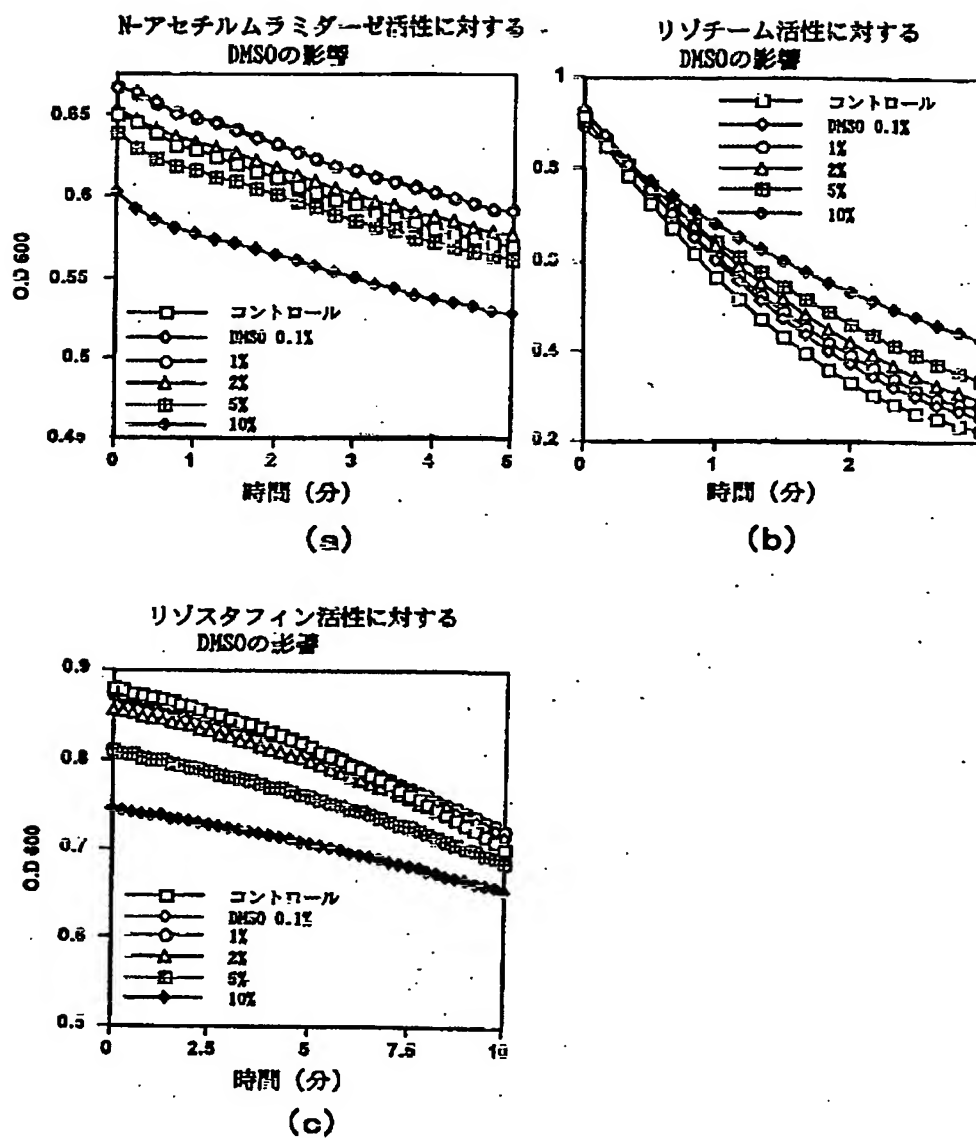 N-アセチルムラミダーゼ活性に対する
DMSOの影響
O.D 600
0.65
0.6
0.55
0.5
0.45
コントロール
DMSO 0.1%
1%
2%
5%
10%
0
1
2
3
4
5
時間 (分)
(a)
リゾチーム活性に対する
DMSOの影響
1
0.8
0.6
0.4
0.2
コントロール
DMSO 0.1%
1%
2%
5%
10%
0
1
2
時間 (分)
(b)
リゾスタフィン活性に対する
DMSOの影響
O.D 600
0.9
0.8
0.7
0.6
0.5
コントロール
DMSO 0.1%
1%
2%
5%
10%
0
2.5
5
7.5
10
時間 (分)
(c)